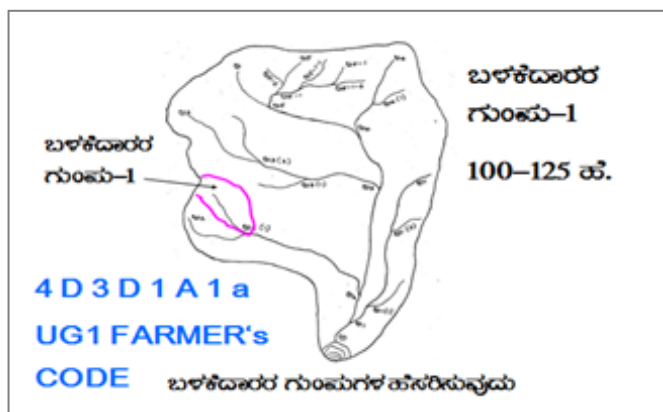 ಬಳಕೆದಾರರ
ಗುಂಪು-1
100-125 ಹೆ.
ಬಳಕೆದಾರರ
ಗುಂಪು-1
4 D 3 D 1 A 1 a
UG1 FARMER's
CODE
ಬಳಕೆದಾರರ ಗುಂಪುಗಳ ಹೆಸರಿಸುವುದು